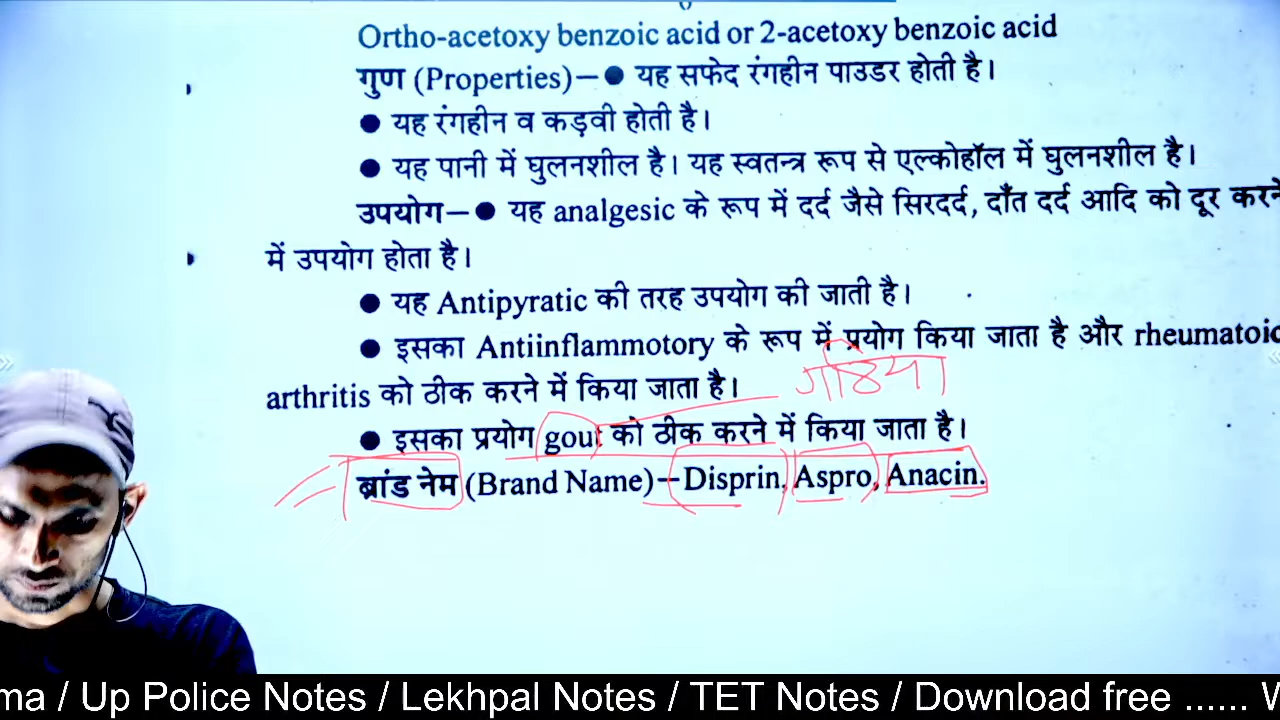 Ortho-acetoxy benzoic acid or 2-acetoxy benzoic acid
गुण (Properties)—● यह सफेद रंगहीन पाउडर होती है।
● यह रंगहीन व कड़वी होती है।
● यह पानी में घुलनशील है। यह स्वतन्त्र रूप से एल्कोहॉल में घुलनशील है।
उपयोग—● यह analgesic के रूप में दर्द जैसे सिरदर्द, दाँत दर्द आदि को दूर करने
में उपयोग होता है।
● यह Antipyratic की तरह उपयोग की जाती है।
● इसका Antiinflammotory के रूप में प्रयोग किया जाता है और rheumatoid
arthritis को ठीक करने में किया जाता है।
गठिया
● इसका प्रयोग gout को ठीक करने में किया जाता है।
ब्रांड नेम (Brand Name)—Disprin, Aspro, Anacin.
ma / Up Police Notes / Lekhpal Notes / TET Notes / Download free ...... W